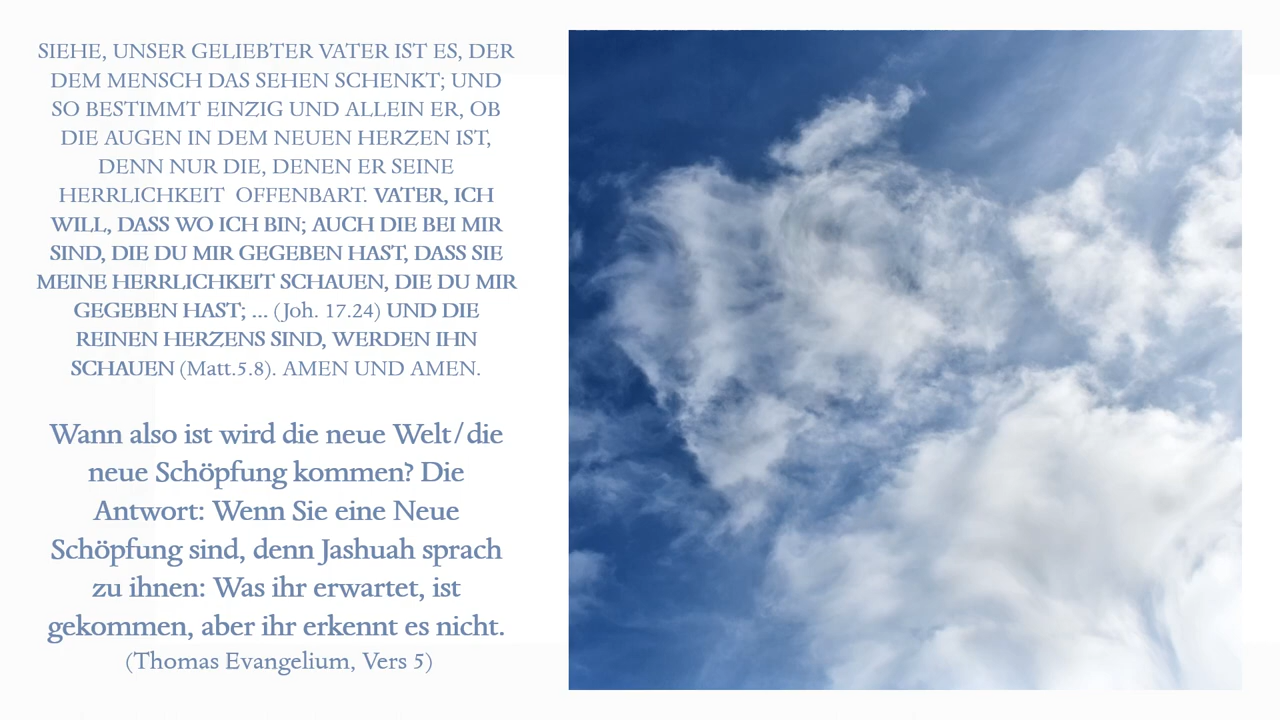 SIEHE, UNSER GELIEBTER VATER IST ES, DER
DEM MENSCH DAS SEHEN SCHENKT; UND
SO BESTIMMT EINZIG UND ALLEIN ER, OB
DIE AUGEN IN DEM NEUEN HERZEN IST,
DENN NUR DIE, DENEN ER SEINE
HERRLICHKEIT OFFENBART. VATER, ICH
WILL, DASS WO ICH BIN; AUCH DIE BEI MIR
SIND, DIE DU MIR GEGEBEN HAST, DASS SIE
MEINE HERRLICHKEIT SCHAUEN, DIE DU MIR
GEGEBEN HAST; ... (Joh. 17.24) UND DIE
REINEN HERZENS SIND, WERDEN IHN
SCHAUEN (Matt.5.8). AMEN UND AMEN.
Wann also ist wird die neue Welt/die
neue Schöpfung kommen? Die
Antwort: Wenn Sie eine Neue
Schöpfung sind, denn Jashuah sprach
zu ihnen: Was ihr erwartet, ist
gekommen, aber ihr erkennt es nicht.
(Thomas Evangelium, Vers 5)